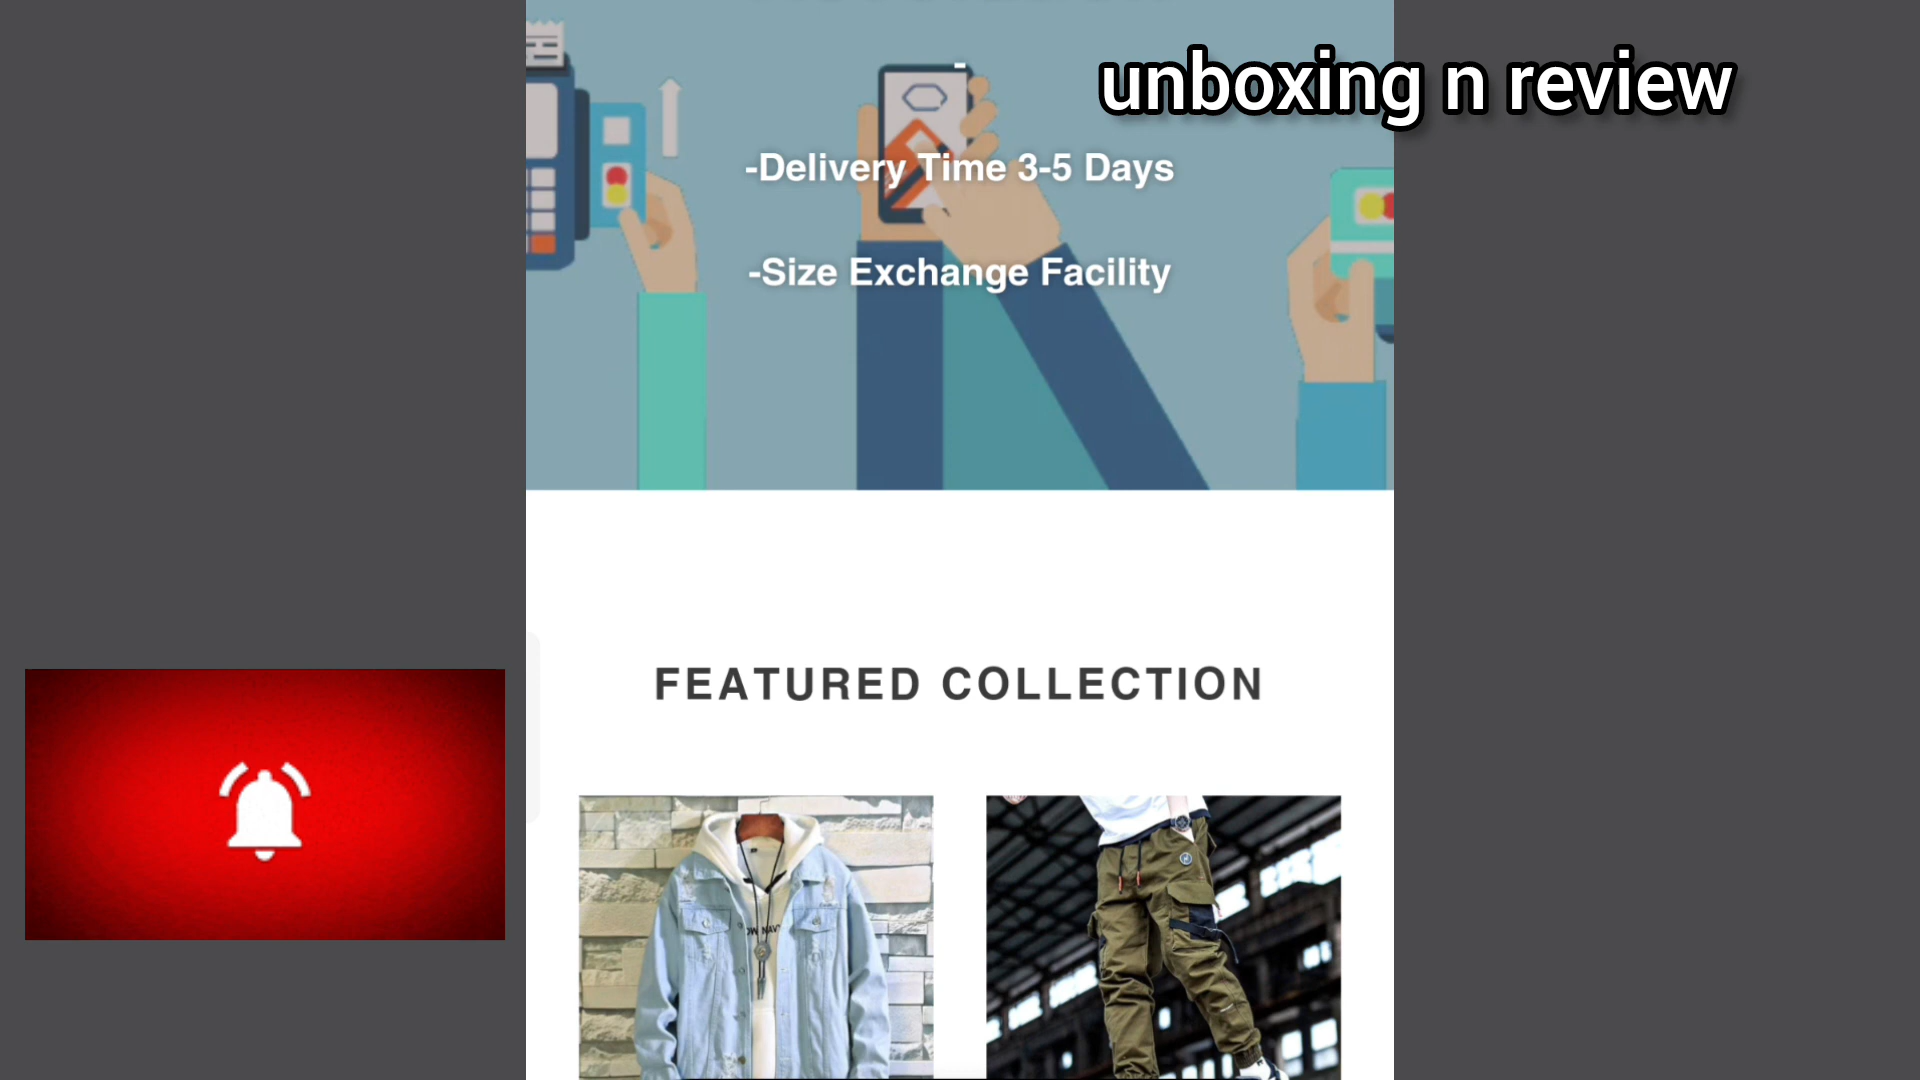 unboxing n review
-Delivery Time 3-5 Days
-Size Exchange Facility
FEATURED COLLECTION